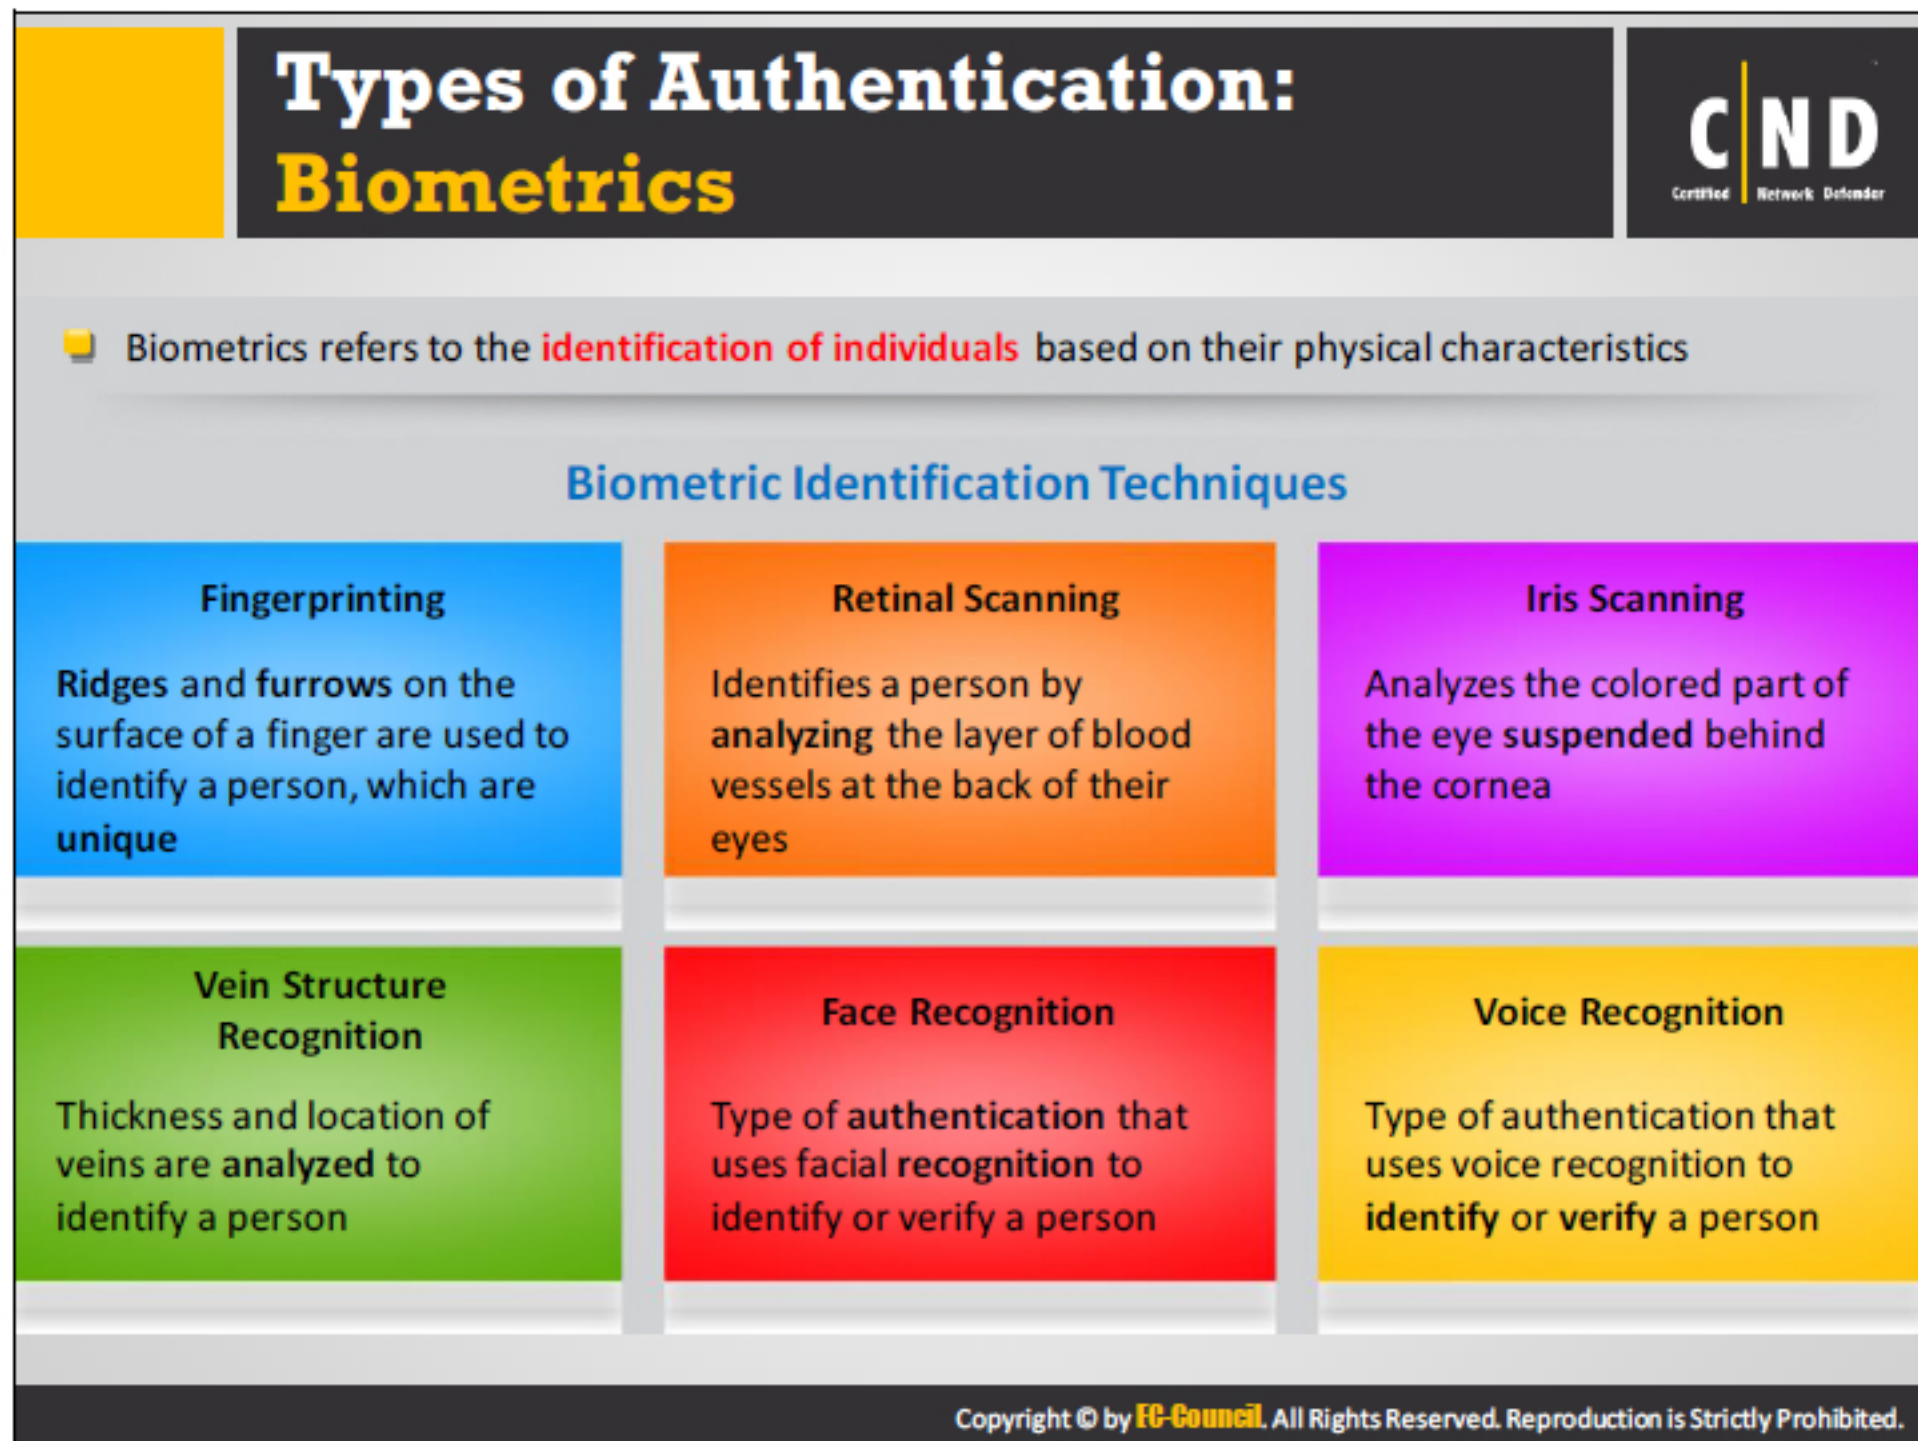 Types of Authentication:
Biometrics
C ND
Certified Network Defender
Biometrics refers to the identification of individuals based on their physical characteristics
Biometric Identification Techniques
Fingerprinting
Ridges and furrows on the
surface of a finger are used to
identify a person, which are
unique
Retinal Scanning
Identifies a person by
analyzing the layer of blood
vessels at the back of their
eyes
Iris Scanning
Analyzes the colored part of
the eye suspended behind
the cornea
Vein Structure
Recognition
Thickness and location of
veins are analyzed to
identify a person
Face Recognition
Type of authentication that
uses facial recognition to
identify or verify a person
Voice Recognition
Type of authentication that
uses voice recognition to
identify or verify a person
Copyright © by EC-Council. All Rights Reserved. Reproduction is Strictly Prohibited.